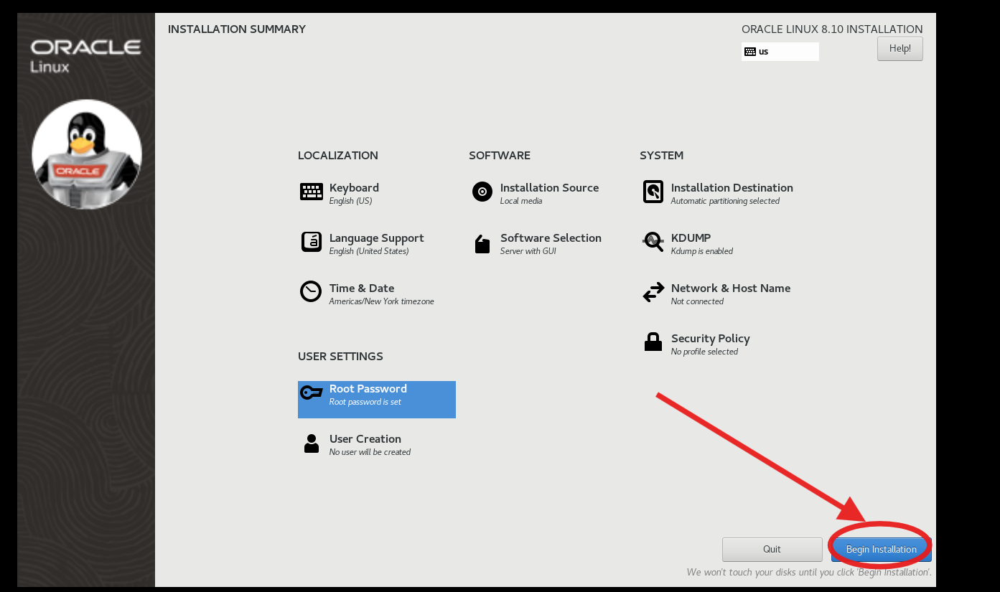 ORACLE
Linux
ORACLE
INSTALLATION SUMMARY
ORACLE LINUX 8.10 INSTALLATION
us
Help!
LOCALIZATION
Keyboard
English (US)
Language Support
English (United States)
Time & Date
Americas/New York timezone
SOFTWARE
Installation Source
Local media
Software Selection
Server with GUI
SYSTEM
Installation Destination
Automatic partitioning selected
KDUMP
Kdump is enabled
Network & Host Name
Not connected
Security Policy
No profile selected
USER SETTINGS
Root Password
Root password is set
User Creation
No user will be created
Quit
Begin Installation
We won't touch your disks until you click 'Begin Installation'.